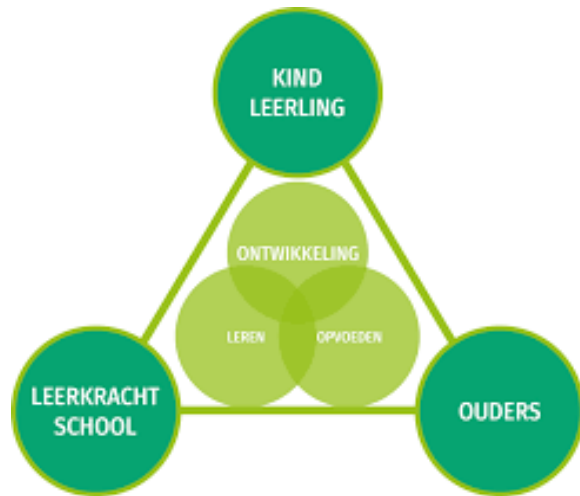 KIND
LEERLING
ONTWIKKELING
LEREN
OPVOEDEN
LEERKRACHT
SCHOOL
OUDERS